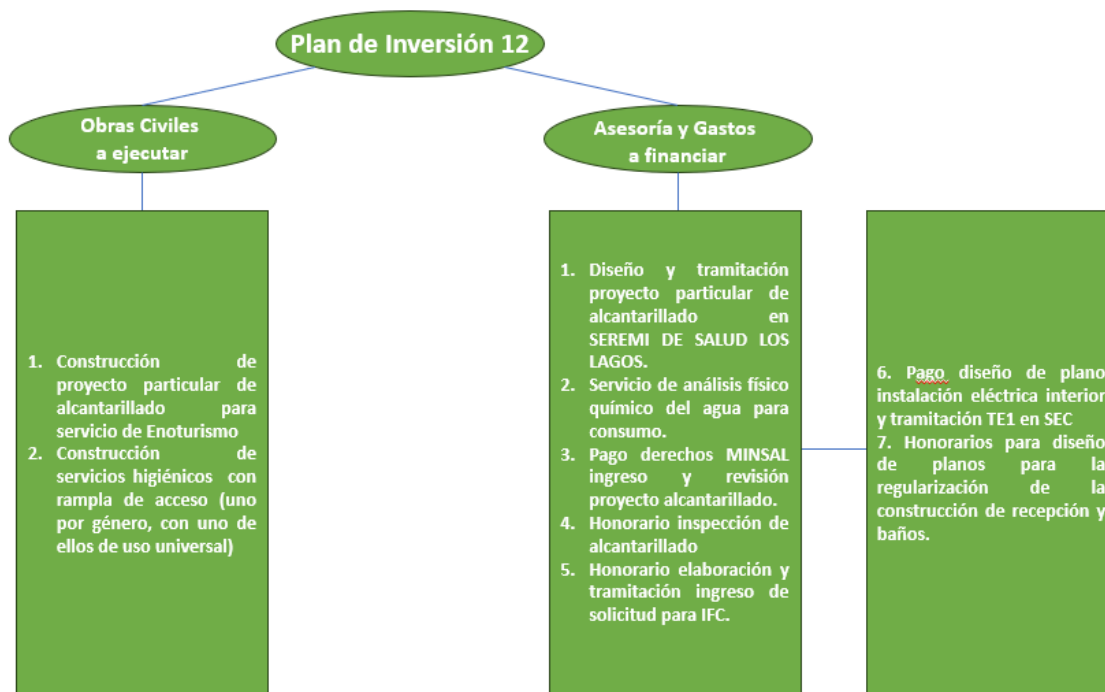 Plan de Inversión 12
Obras Civiles
a ejecutar
Asesoría y Gastos
a financiar
1. Construcción de
proyecto particular de
alcantarillado para
servicio de Enoturismo
2. Construcción de
servicios higiénicos con
rampla de acceso (uno
por género, con uno de
ellos de uso universal)
1. Diseño y tramitación
proyecto particular de
alcantarillado en
SEREMI DE SALUD LOS
LAGOS.
2. Servicio de análisis físico
químico del agua para
consumo.
3. Pago derechos MINSAL
ingreso y revisión
proyecto alcantarillado.
4. Honorario inspección de
alcantarillado
5. Honorario elaboración y
tramitación ingreso de
solicitud para IFC.
6. Pago diseño de plano
instalación eléctrica interior
y tramitación TE1 en SEC
7. Honorarios para diseño
de planos para la
regularización de la
construcción de recepción y
baños.